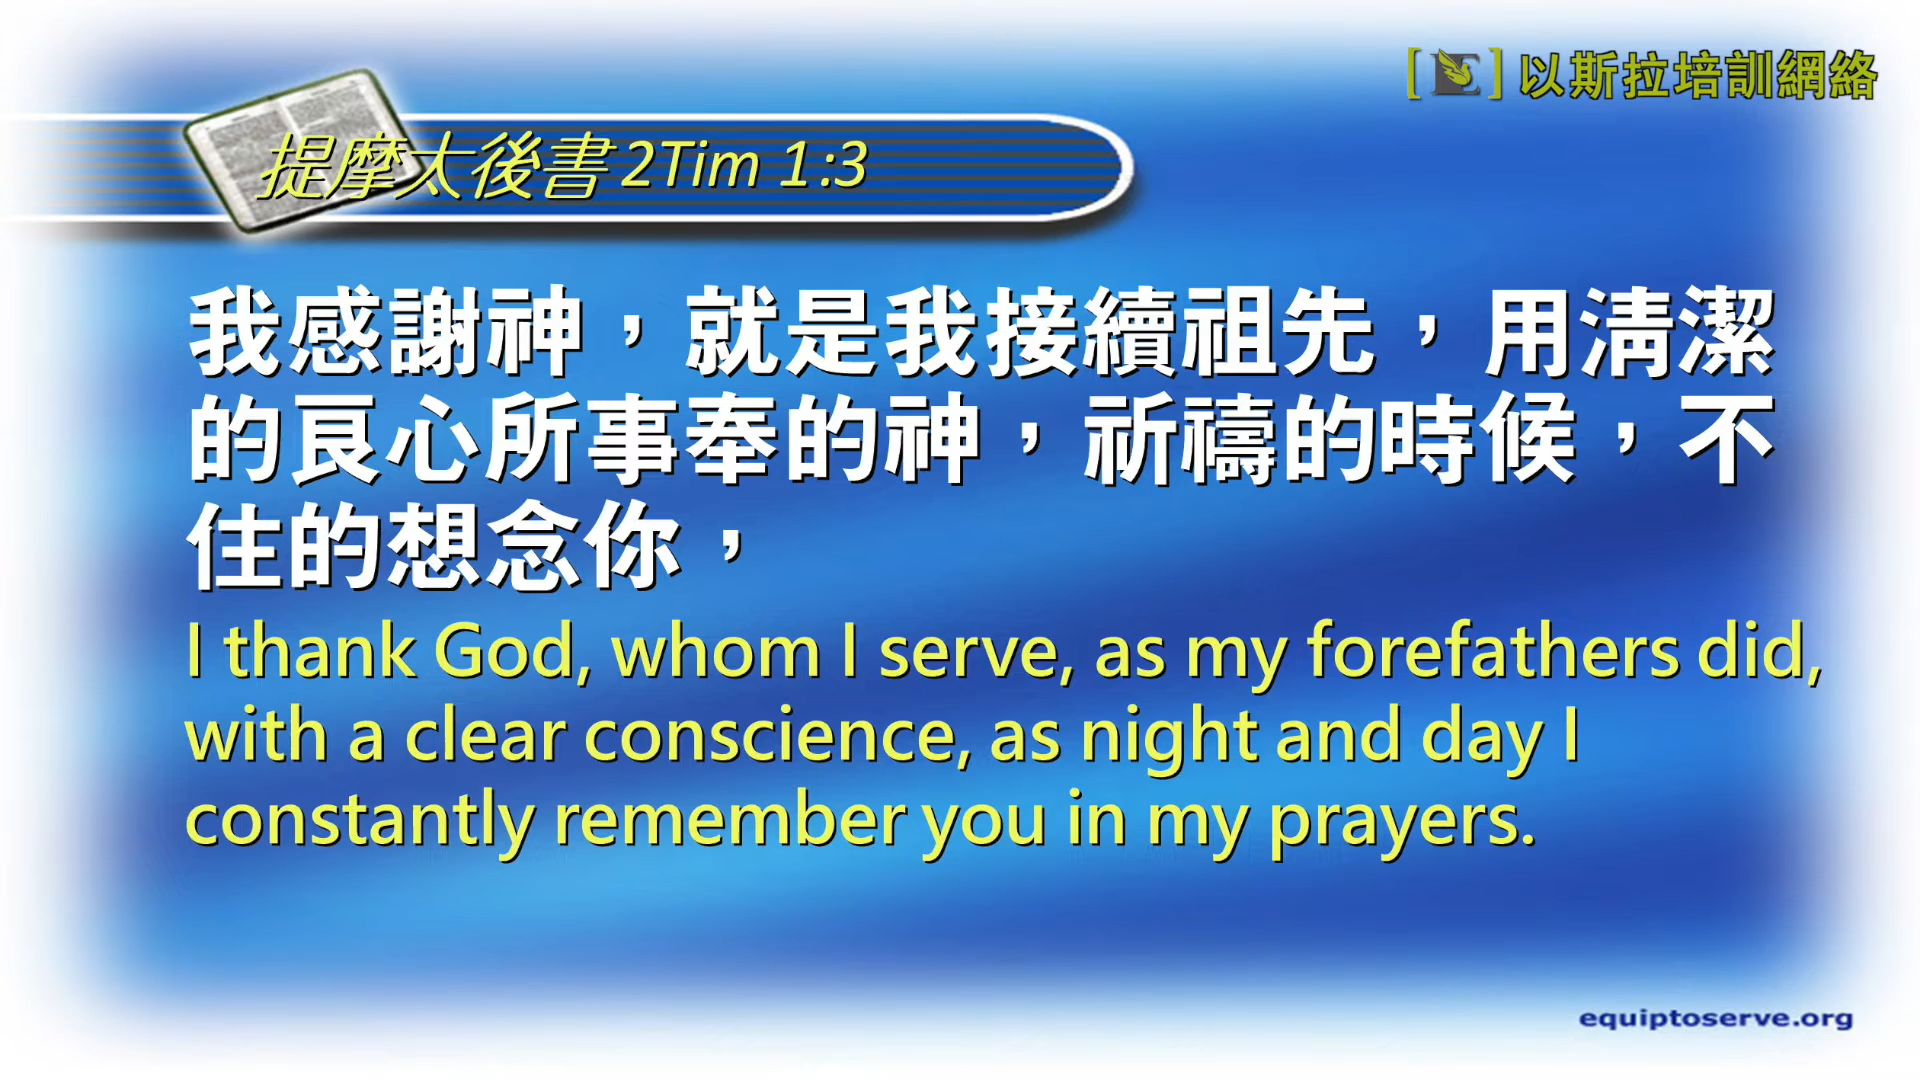 [E] 以斯拉培訓網絡
提摩太後書 2Tim 1:3
我感謝神，就是我接續祖先，用清潔
的良心所事奉的神，祈禱的時候，不
住的想念你，
I thank God, whom I serve, as my forefathers did,
with a clear conscience, as night and day I
constantly remember you in my prayers.
equiptoserve.org